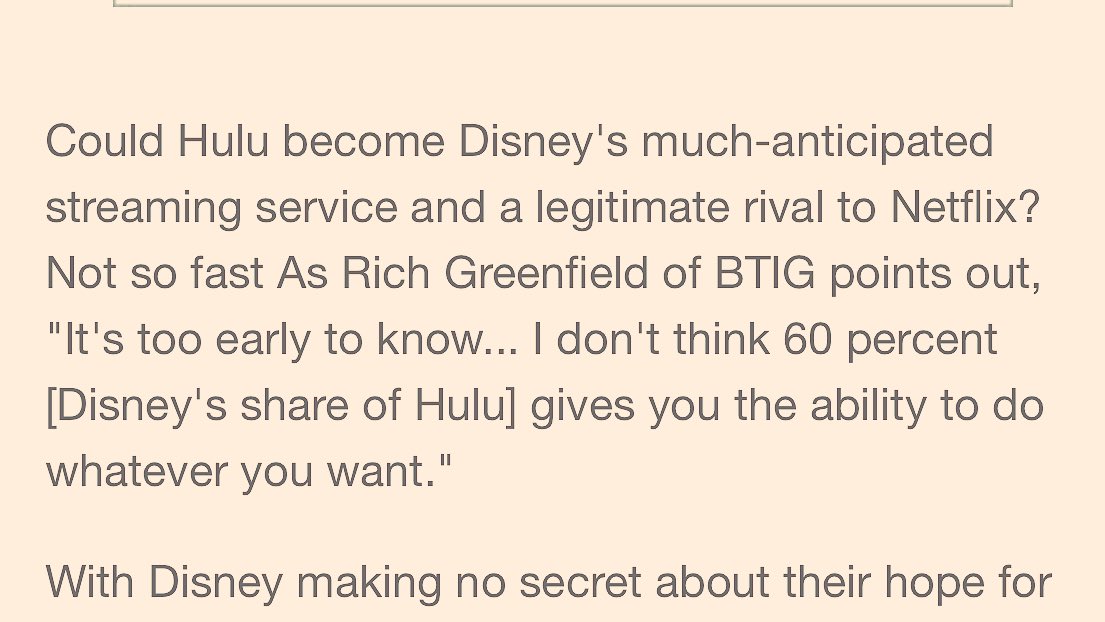 Could Hulu become Disney's much-anticipated
streaming service and a legitimate rival to Netflix?
Not so fast As Rich Greenfield of BTIG points out,
"It's too early to know... I don't think 60 percent
[Disney's share of Hulu] gives you the ability to do
whatever you want."
With Disney making no secret about their hope for